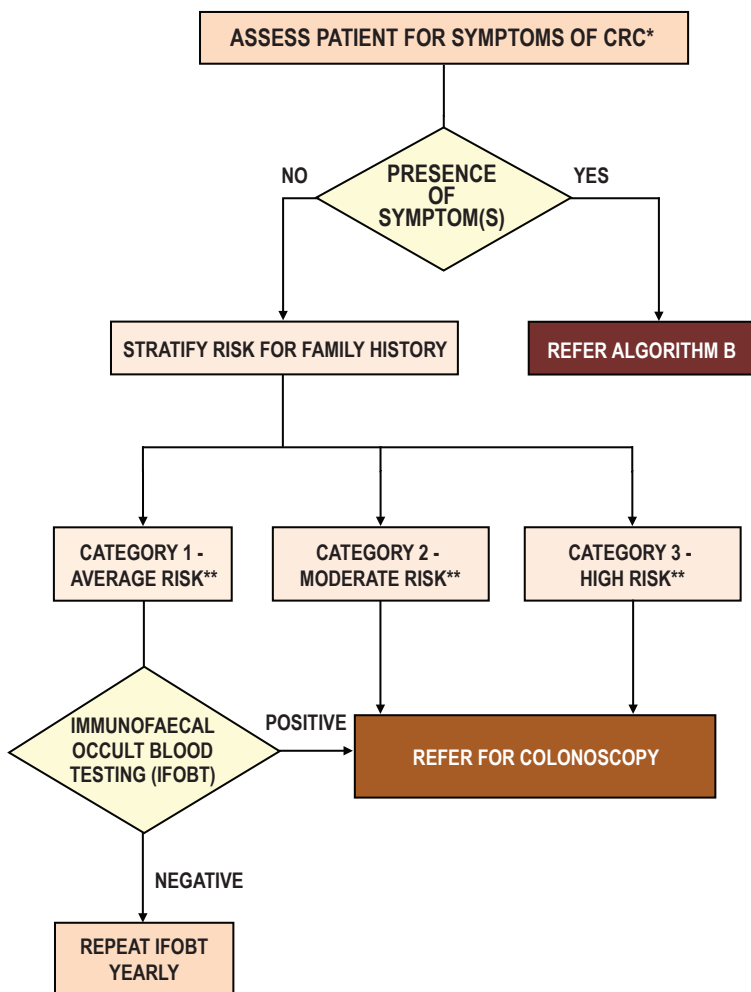 ASSESS PATIENT FOR SYMPTOMS OF CRC*
PRESENCE
OF
SYMPTOM(S)
NO
YES
STRATIFY RISK FOR FAMILY HISTORY
REFER ALGORITHM B
CATEGORY 1 -
AVERAGE RISK**
CATEGORY 2 -
MODERATE RISK**
CATEGORY 3 -
HIGH RISK**
IMMUNOFAECAL
OCCULT BLOOD
TESTING (IFOBT)
POSITIVE
REFER FOR COLONOSCOPY
NEGATIVE
REPEAT IFOBT
YEARLY